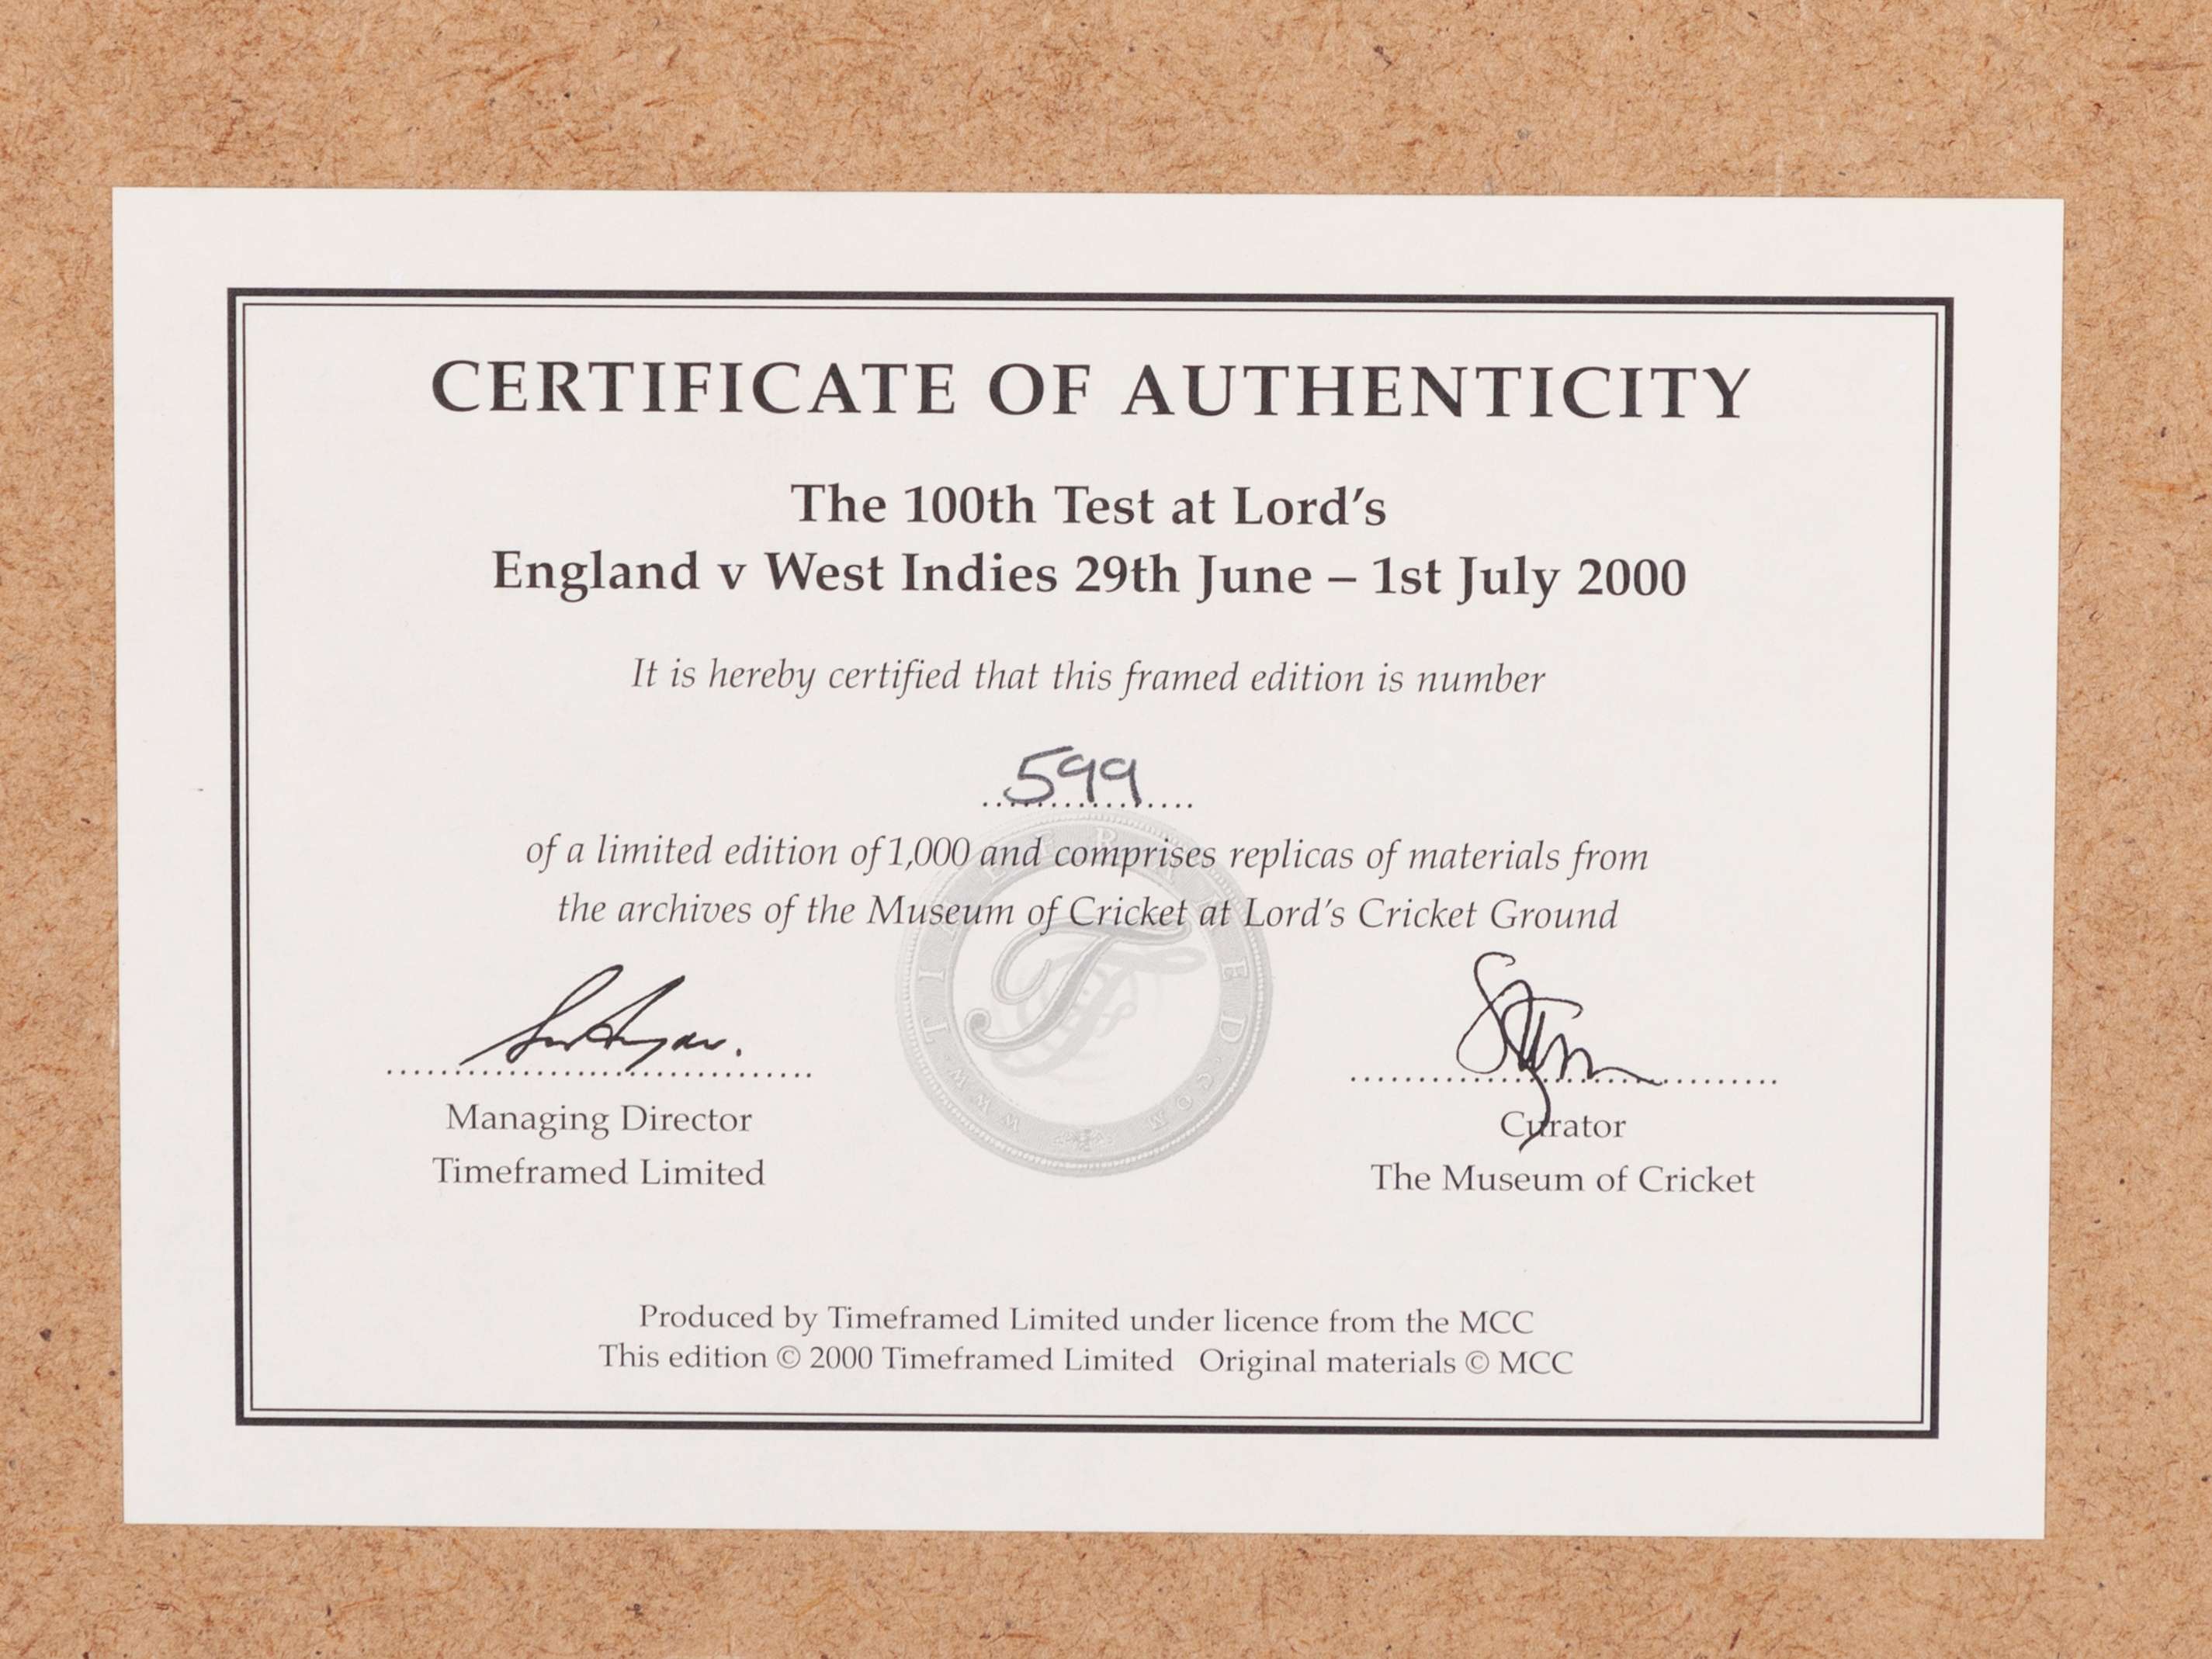 CERTIFICATE OF AUTHENTICITY
The 100th Test at Lord's
England v West Indies 29th June – 1st July 2000
It is hereby certified that this framed edition is number
599
of a limited edition of 1,000 and comprises replicas of materials from
the archives of the Museum of Cricket at Lord's Cricket Ground
WWW.TIMEFRAMED.COM
TF
Managing Director
Timeframed Limited
Curator
The Museum of Cricket
Produced by Timeframed Limited under licence from the MCC
This edition © 2000 Timeframed Limited Original materials © MCC